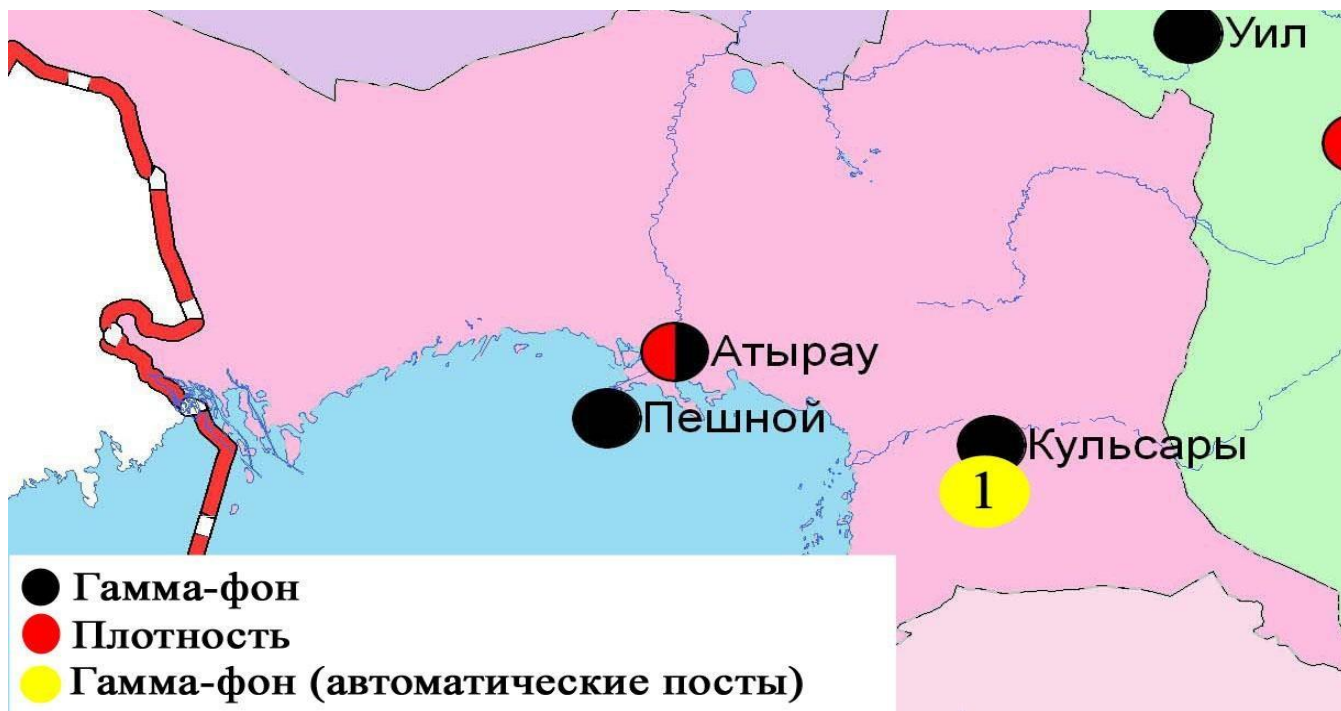 Уил
Атырау
Пешной
Кульсары
1
Гамма-фон
Плотность
Гамма-фон (автоматические посты)